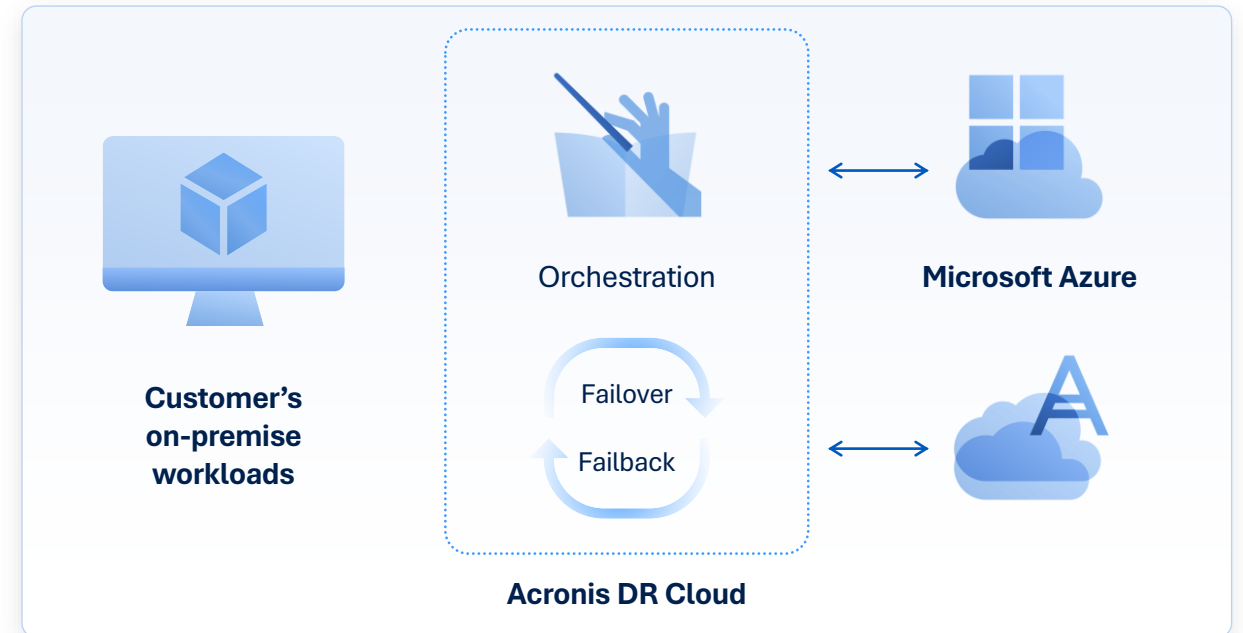 Orchestration
Microsoft Azure
Failover
Failback
Customer’s
on-premise
workloads
Acronis DR Cloud